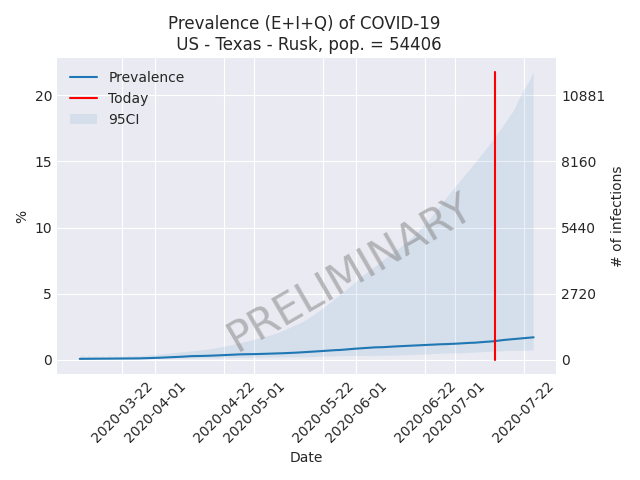 Prevalence (E+I+Q) of COVID-19
US - Texas - Rusk, pop. = 54406
Prevalence
Today
95CI
20
15
10
5
0
%
10881
8160
5440
2720
0
# of infections
PRELIMINARY
2020-03-22
2020-04-01
2020-04-22
2020-05-01
2020-05-22
2020-06-01
2020-06-22
2020-07-01
2020-07-22
Date